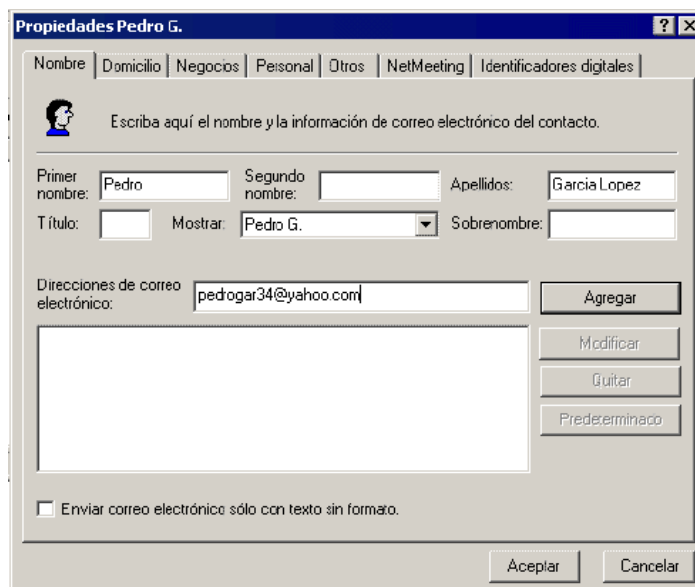 Propiedades Pedro G.
Nombre Domicilio Negocios Personal Otros NetMeeting Identificadores digitales
Escriba aquí el nombre y la información de correo electrónico del contacto.
Primer nombre: Pedro Segundo nombre: Apellidos: Garcia Lopez
Título: Mostrar: Pedro G. Sobrenombre:
Direcciones de correo electrónico: pedrogar34@yahoo.com Agregar
Modificar
Quitar
Predeterminado
Enviar correo electrónico sólo con texto sin formato.
Aceptar Cancelar